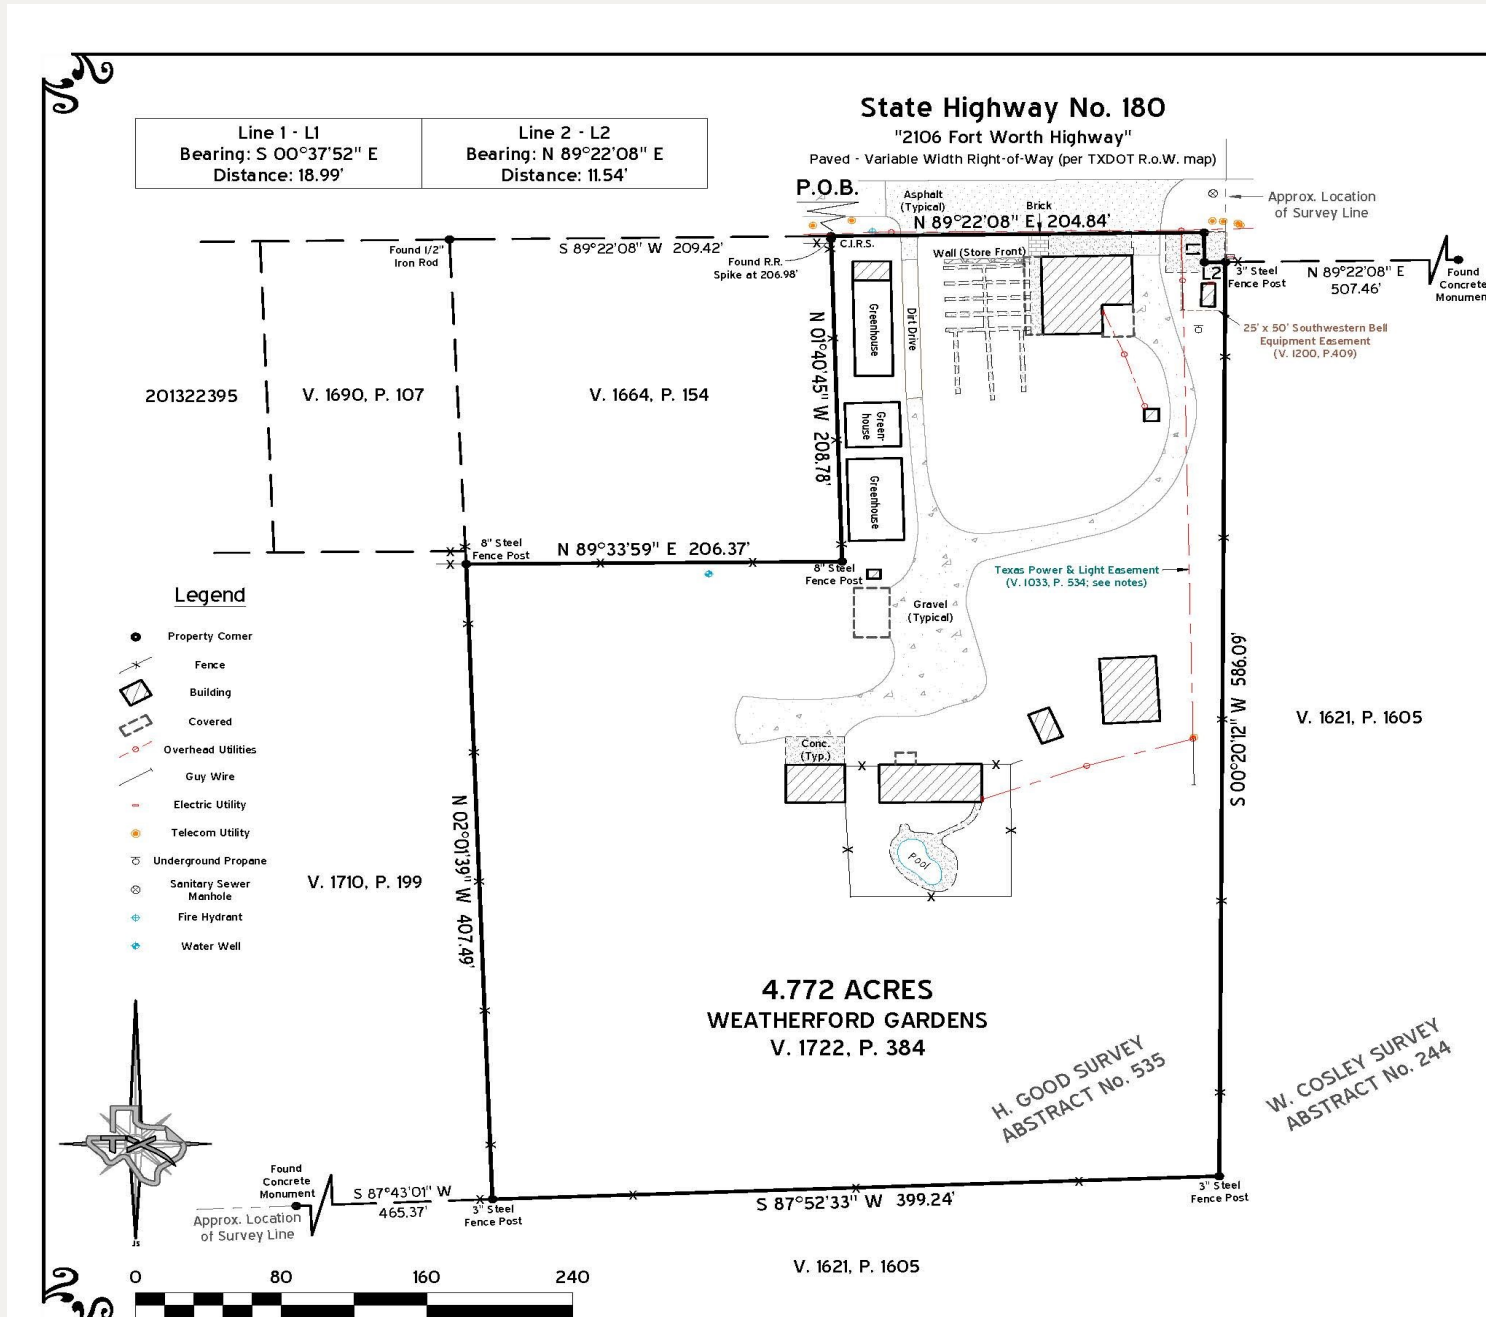 State Highway No. 180
"2106 Fort Worth Highway"
Paved - Variable Width Right-of-Way (per TXDOT R.o.W. map)
Line 1 - L1
Bearing: S 00°37'52" E
Distance: 18.99'
Line 2 - L2
Bearing: N 89°22'08" E
Distance: 11.54'
P.O.B.
Asphalt
(Typical)
Brick
Approx. Location
of Survey Line
N 89°22'08" E 204.84'
C.I.R.S.
Found 1/2"
Iron Rod
S 89°22'08" W 209.42'
Found R.R.
Spike at 206.98'
Wall (Store Front)
L1
L2
3" Steel
Fence Post
N 89°22'08" E
507.46'
Found
Concrete
Monument
Greenhouse
Dirt Drive
N 01°40'45" W 208.78'
25' x 50' Southwestern Bell
Equipment Easement
(V. 1200, P.409)
201322395
V. 1690, P. 107
V. 1664, P. 154
Green-
house
Greenhouse
8" Steel
Fence Post
N 89°33'59" E 206.37'
8" Steel
Fence Post
Texas Power & Light Easement
(V. 1033, P. 534; see notes)
Gravel
(Typical)
Legend
Property Corner
Fence
Building
Covered
Overhead Utilities
Guy Wire
Electric Utility
Telecom Utility
Underground Propane
Sanitary Sewer
Manhole
Fire Hydrant
Water Well
S 00°20'12" W 586.09'
V. 1621, P. 1605
Conc.
(Typ.)
Pool
N 02°01'39" W 407.49'
V. 1710, P. 199
4.772 ACRES
WEATHERFORD GARDENS
V. 1722, P. 384
H. GOOD SURVEY
ABSTRACT No. 535
W. COSLEY SURVEY
ABSTRACT No. 244
TX
JS
Found
Concrete
Monument
Approx. Location
of Survey Line
S 87°43'01" W
465.37'
3" Steel
Fence Post
S 87°52'33" W 399.24'
3" Steel
Fence Post
V. 1621, P. 1605
0 80 160 240